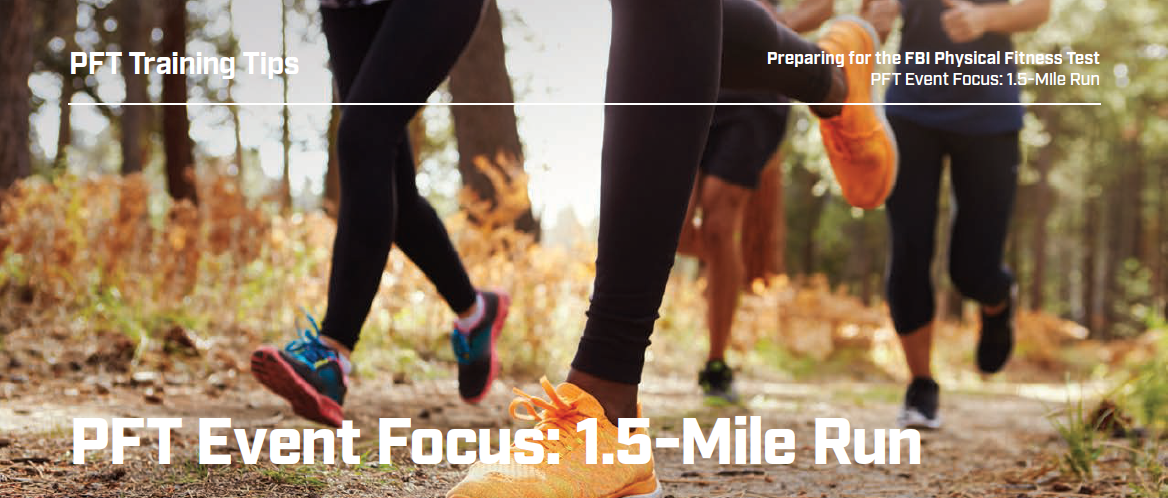 PFT Training Tips
Preparing for the FBI Physical Fitness Test
PFT Event Focus: 1.5-MIle Run
PFT Event Focus: 1.5-Mile Run